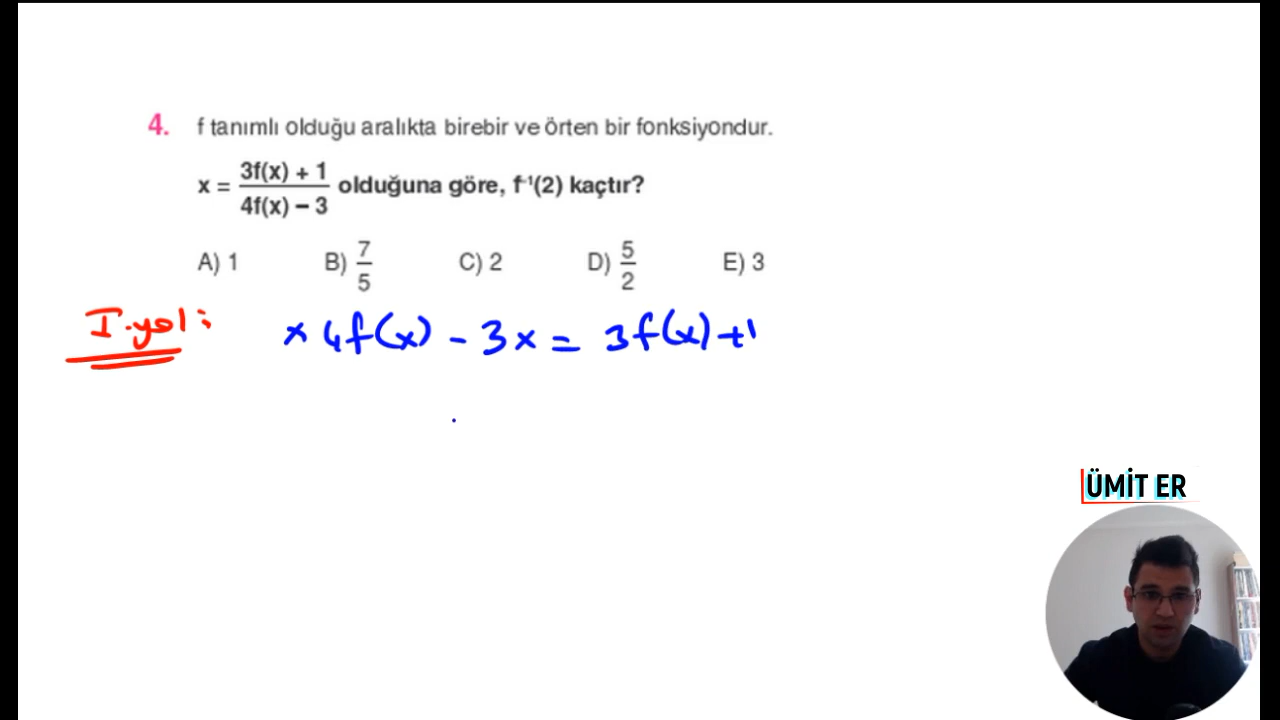 4. f tanımlı olduğu aralıkta birebir ve örten bir fonksiyondur.
x = 3f(x) + 1 / 4f(x) − 3 olduğuna göre, f⁻¹(2) kaçtır?
A) 1 B) 7/5 C) 2 D) 5/2 E) 3
I.yol:
x 4f(x) - 3x = 3f(x)+1
ÜMİT ER